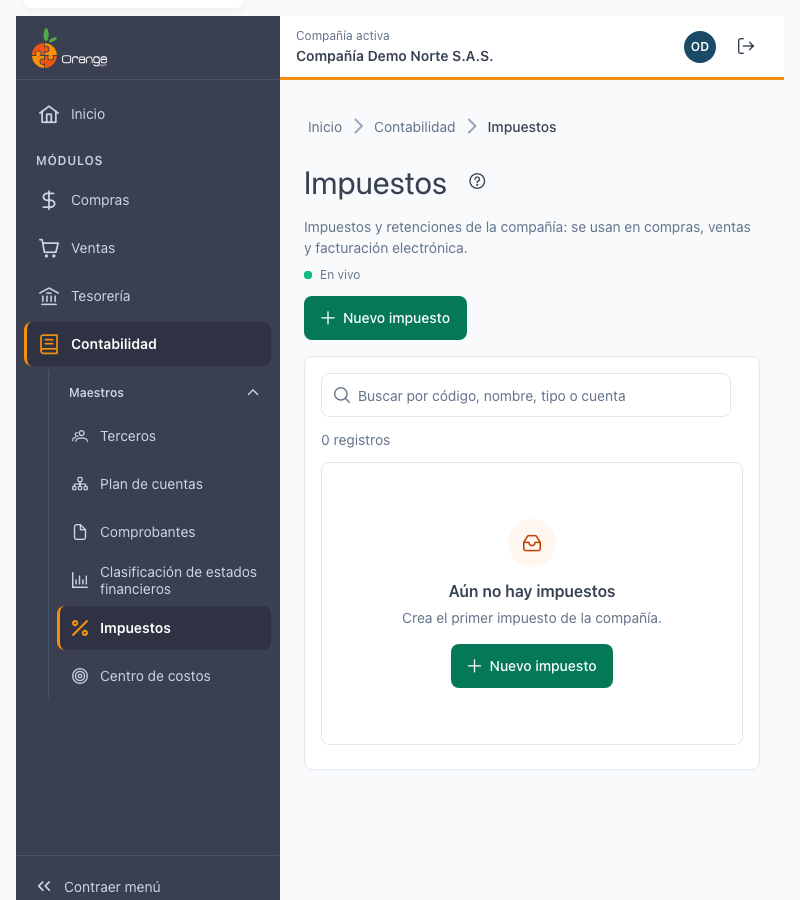 Orange
Inicio
MÓDULOS
Compras
Ventas
Tesorería
Contabilidad
Maestros
Terceros
Plan de cuentas
Comprobantes
Clasificación de estados
financieros
Impuestos
Centro de costos
Contraer menú
Compañía activa
Compañía Demo Norte S.A.S.
OD
Inicio
Contabilidad
Impuestos
Impuestos
Impuestos y retenciones de la compañía: se usan en compras, ventas
y facturación electrónica.
En vivo
Nuevo impuesto
Buscar por código, nombre, tipo o cuenta
0 registros
Aún no hay impuestos
Crea el primer impuesto de la compañía.
Nuevo impuesto